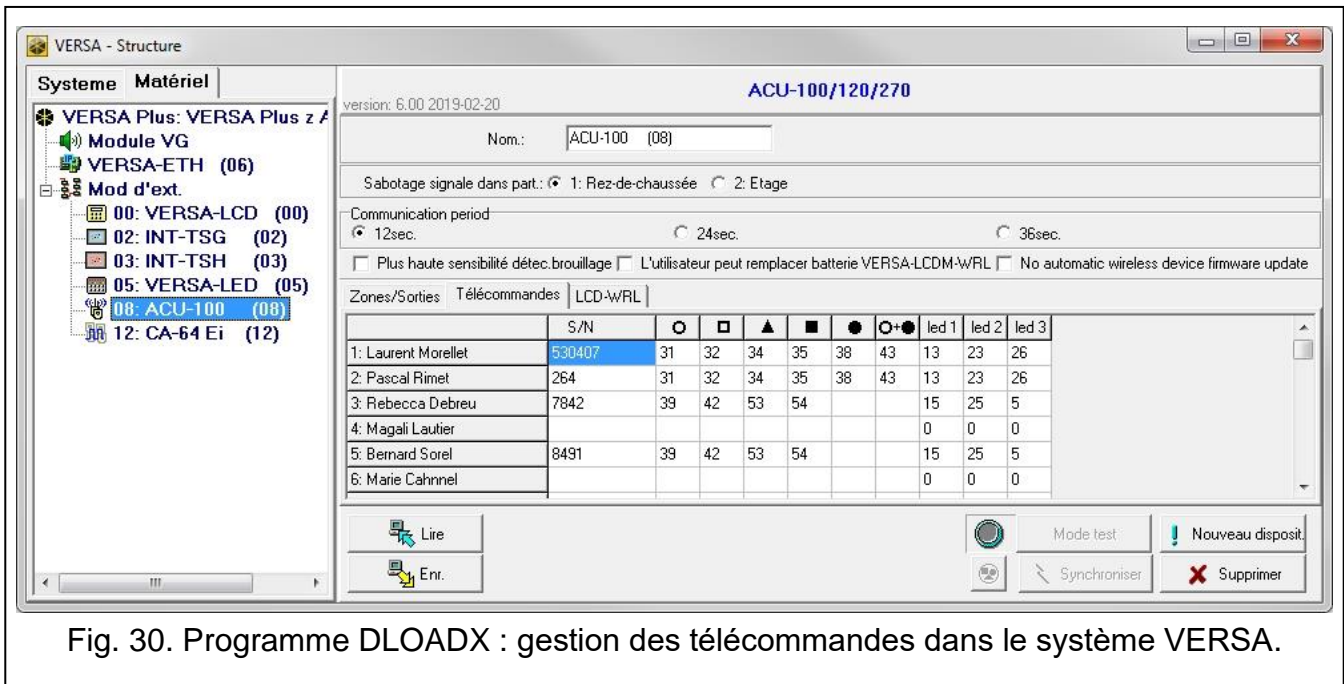 VERSA - Structure
Systeme Matériel
VERSA Plus: VERSA Plus z A
Module VG
VERSA-ETH (06)
Mod d'ext.
00: VERSA-LCD (00)
02: INT-TSG (02)
03: INT-TSH (03)
05: VERSA-LED (05)
08: ACU-100 (08)
12: CA-64 Ei (12)
version: 6.00 2019-02-20
ACU-100/120/270
Nom.: ACU-100 (08)
Sabotage signale dans part.: 1: Rez-de-chaussée 2: Etage
Communication period
12sec. 24sec. 36sec.
Plus haute sensibilité détec.brouillage L'utilisateur peut remplacer batterie VERSA-LCDM-WRL No automatic wireless device firmware update
Zones/Sorties Télécommandes LCD-WRL
S/N O □ ▲ ■ ● O+● led 1 led 2 led 3
1: Laurent Morellet 530407 31 32 34 35 38 43 13 23 26
2: Pascal Rimet 264 31 32 34 35 38 43 13 23 26
3: Rebecca Debreu 7842 39 42 53 54 15 25 5
4: Magali Lautier 0 0 0
5: Bernard Sorel 8491 39 42 53 54 15 25 5
6: Marie Cahnnel 0 0 0
Lire Mode test Nouveau disposit.
Enr. Synchroniser Supprimer
Fig. 30. Programme DLOADX : gestion des télécommandes dans le système VERSA.